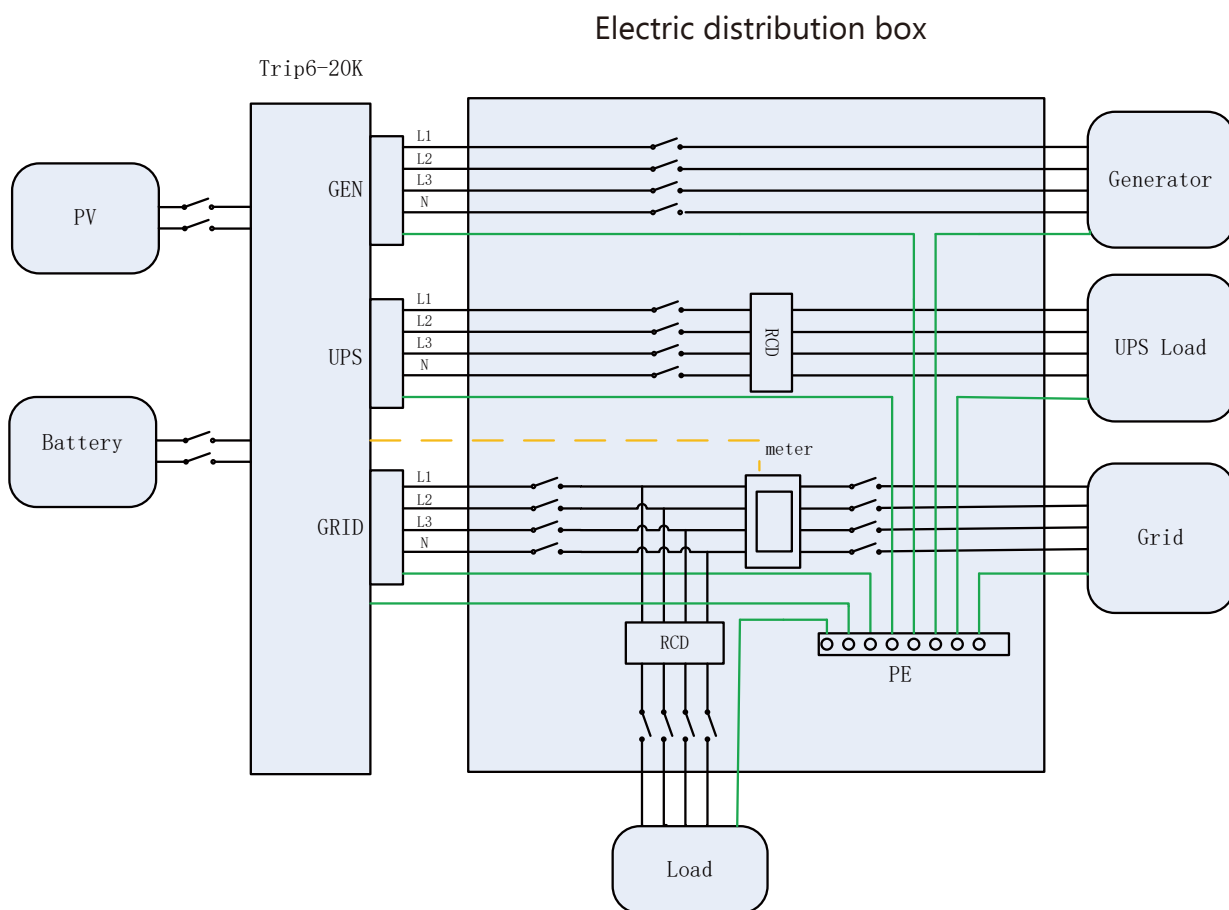 Electric distribution box
Trip6-20K
PV
Battery
GEN
L1
L2
L3
N
UPS
L1
L2
L3
N
GRID
L1
L2
L3
N
RCD
meter
RCD
PE
Generator
UPS Load
Grid
Load